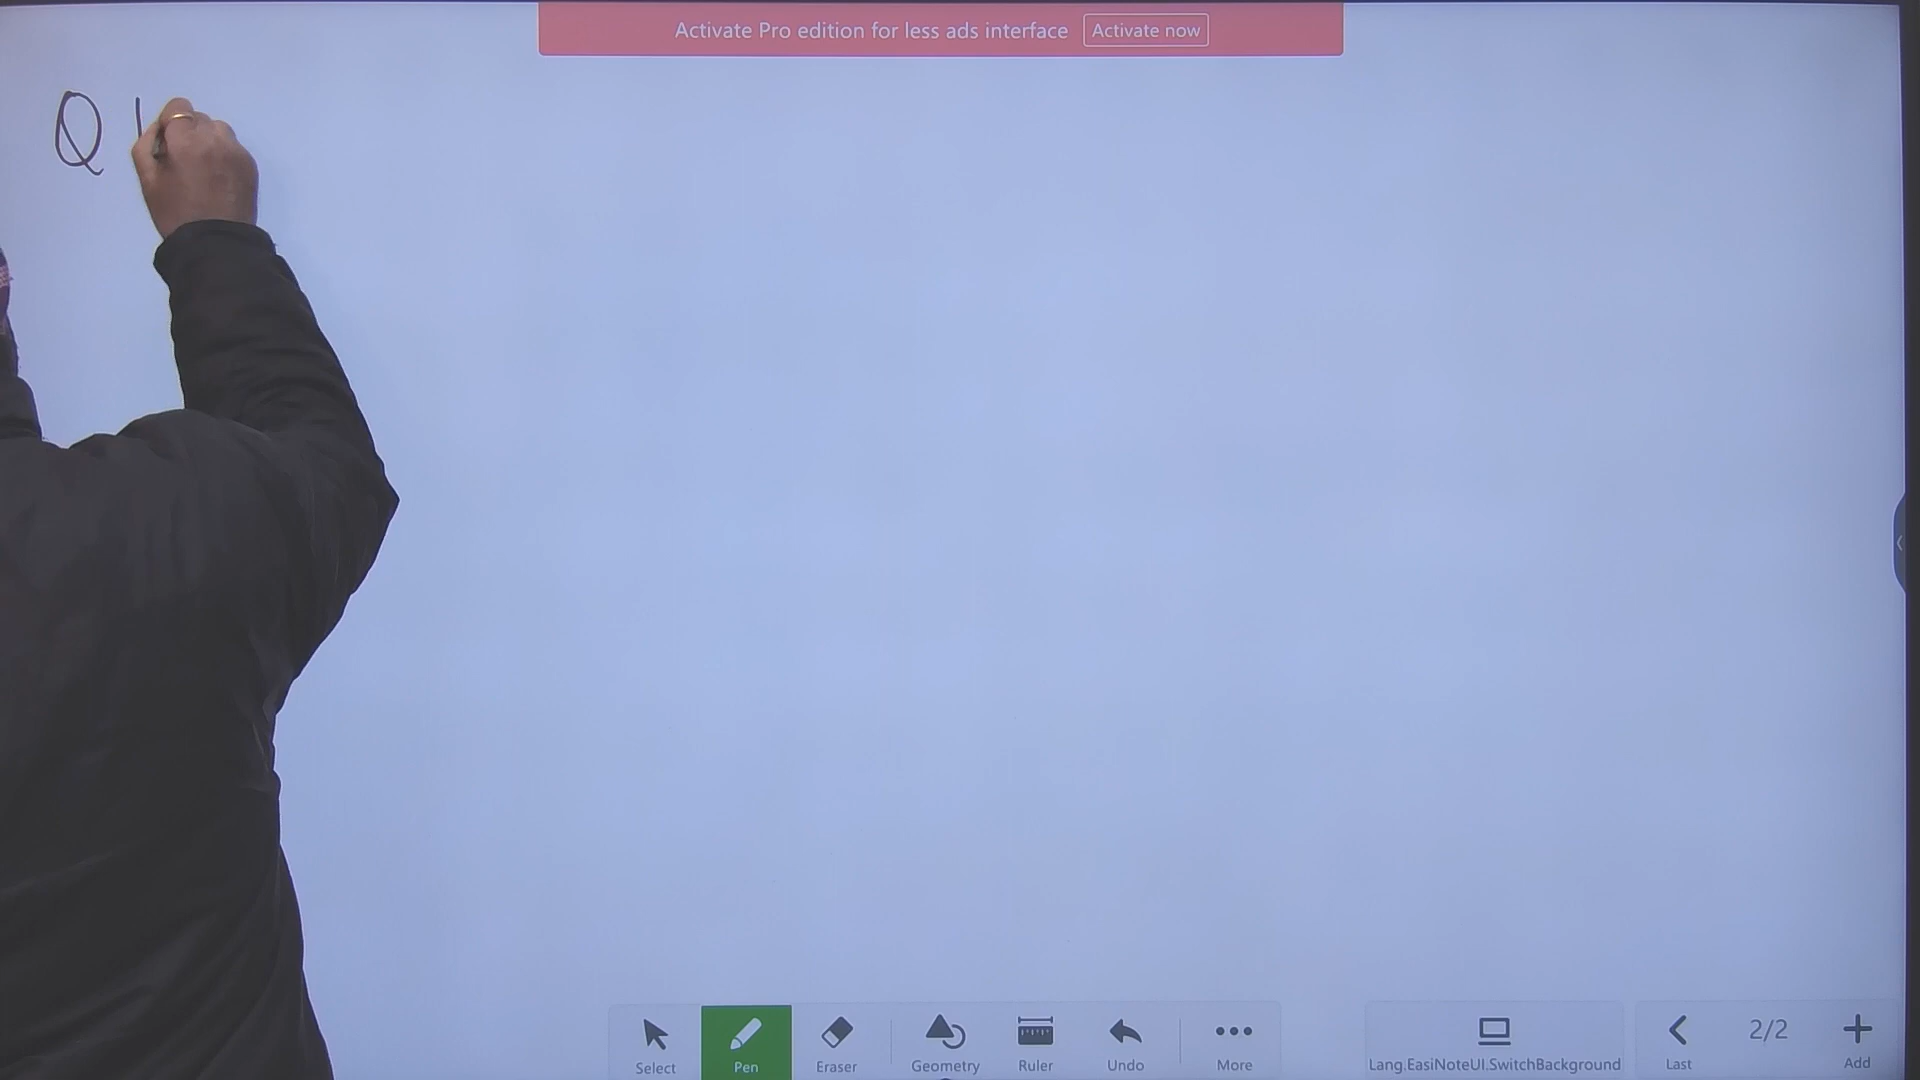 Activate Pro edition for less ads interface Activate now
Q
Select Pen Eraser Geometry Ruler Undo More Lang.EasiNoteUI.SwitchBackground Last 2/2 Add